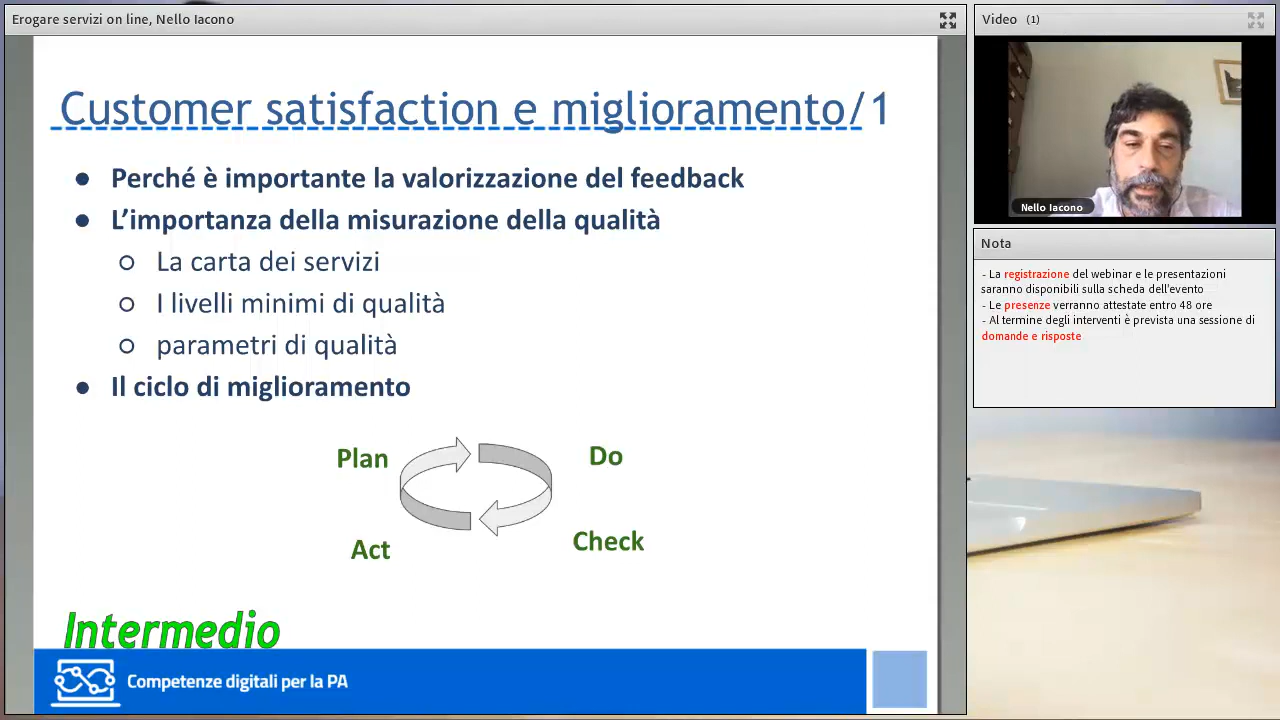 Erogare servizi on line, Nello Iacono
Customer satisfaction e miglioramento/1
● Perché è importante la valorizzazione del feedback
● L’importanza della misurazione della qualità
○ La carta dei servizi
○ I livelli minimi di qualità
○ parametri di qualità
● Il ciclo di miglioramento
Plan
Do
Act
Check
Intermedio
Competenze digitali per la PA
Video (1)
Nello Iacono
Nota
- La registrazione del webinar e le presentazioni
saranno disponibili sulla scheda dell'evento
- Le presenze verranno attestate entro 48 ore
- Al termine degli interventi è prevista una sessione di
domande e risposte